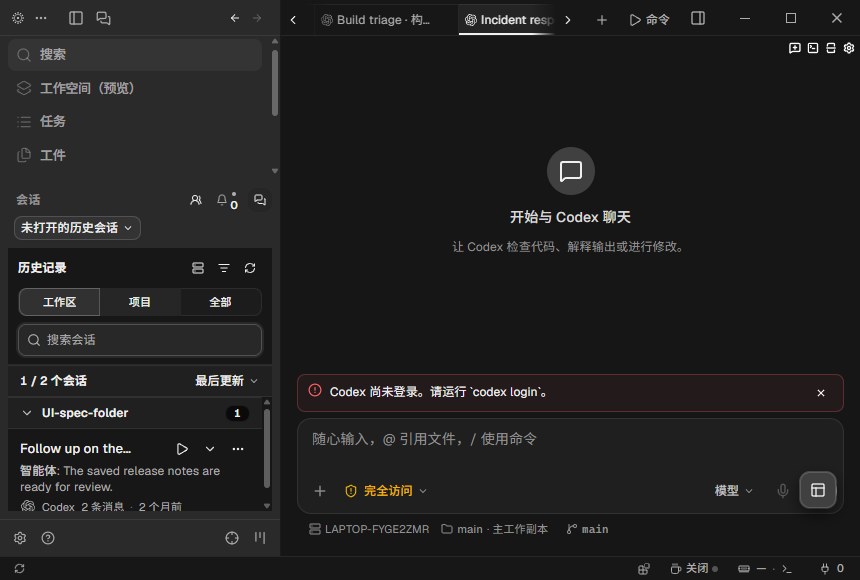 Build triage · 构...
Incident resp
命令
搜索
工作空间（预览）
任务
工件
会话
0
未打开的历史会话
历史记录
工作区
项目
全部
搜索会话
1 / 2 个会话
最后更新
UI-spec-folder
1
Follow up on the...
智能体: The saved release notes are
ready for review.
Codex 2 条消息 · 2 个月前
开始与 Codex 聊天
让 Codex 检查代码、解释输出或进行修改。
Codex 尚未登录。请运行 `codex login`。
随心输入，@ 引用文件，/ 使用命令
完全访问
模型
LAPTOP-FYGE2ZMR
main · 主工作副本
main
关闭
0